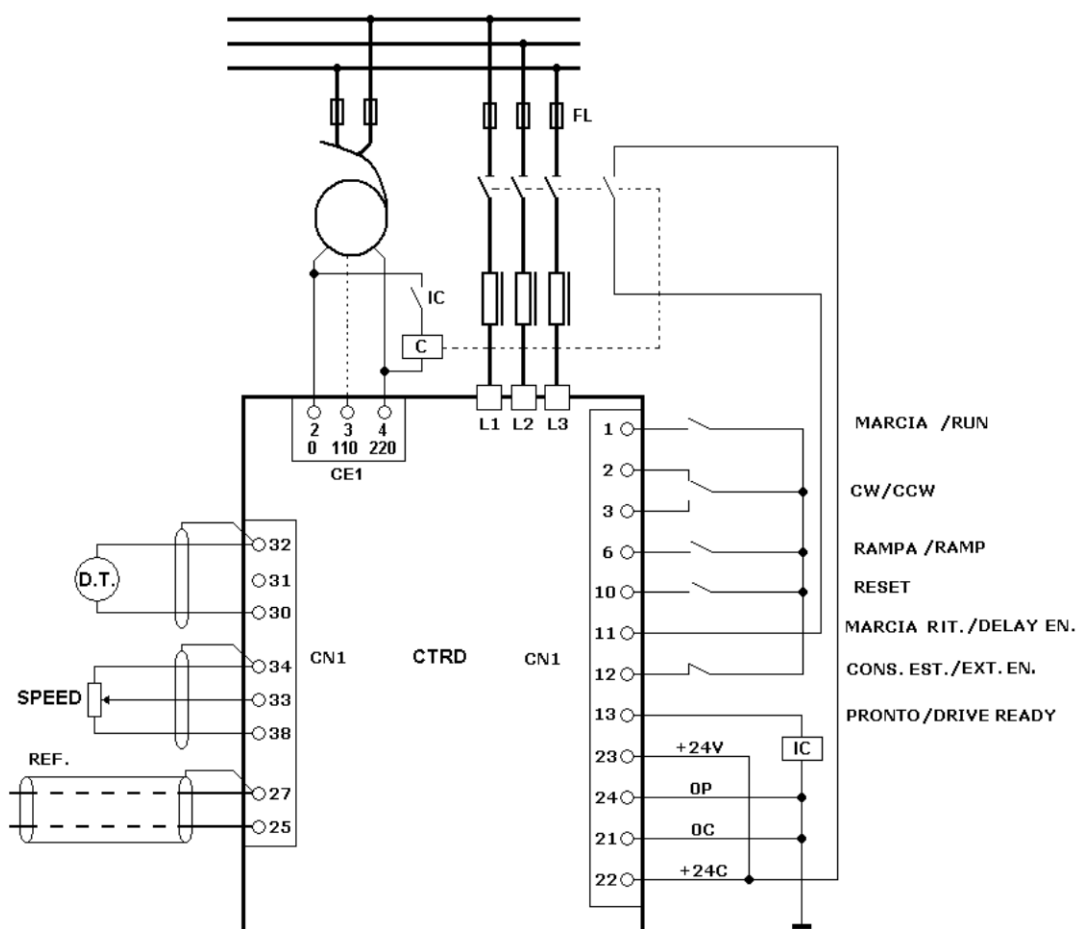 FL
IC
C
L1 L2 L3
2 3 4
0 110 220
CE1
1
MARCIA /RUN
2
CW/CCW
3
6
RAMPA /RAMP
10
RESET
11
MARCIA RIT./DELAY EN.
12
CONS. EST./EXT. EN.
13
PRONTO/DRIVE READY
IC
23
+24V
24
0P
21
0C
22
+24C
CN1
CTRD
CN1
D.T.
32
31
30
SPEED
34
33
38
REF.
27
25